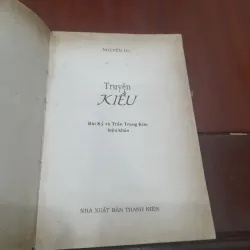 NGUYỄN DU
Truyện
KIỀU
Bùi Kỷ và Trần Trọng Kim
hiệu khảo
NHÀ XUẤT BẢN THANH NIÊN